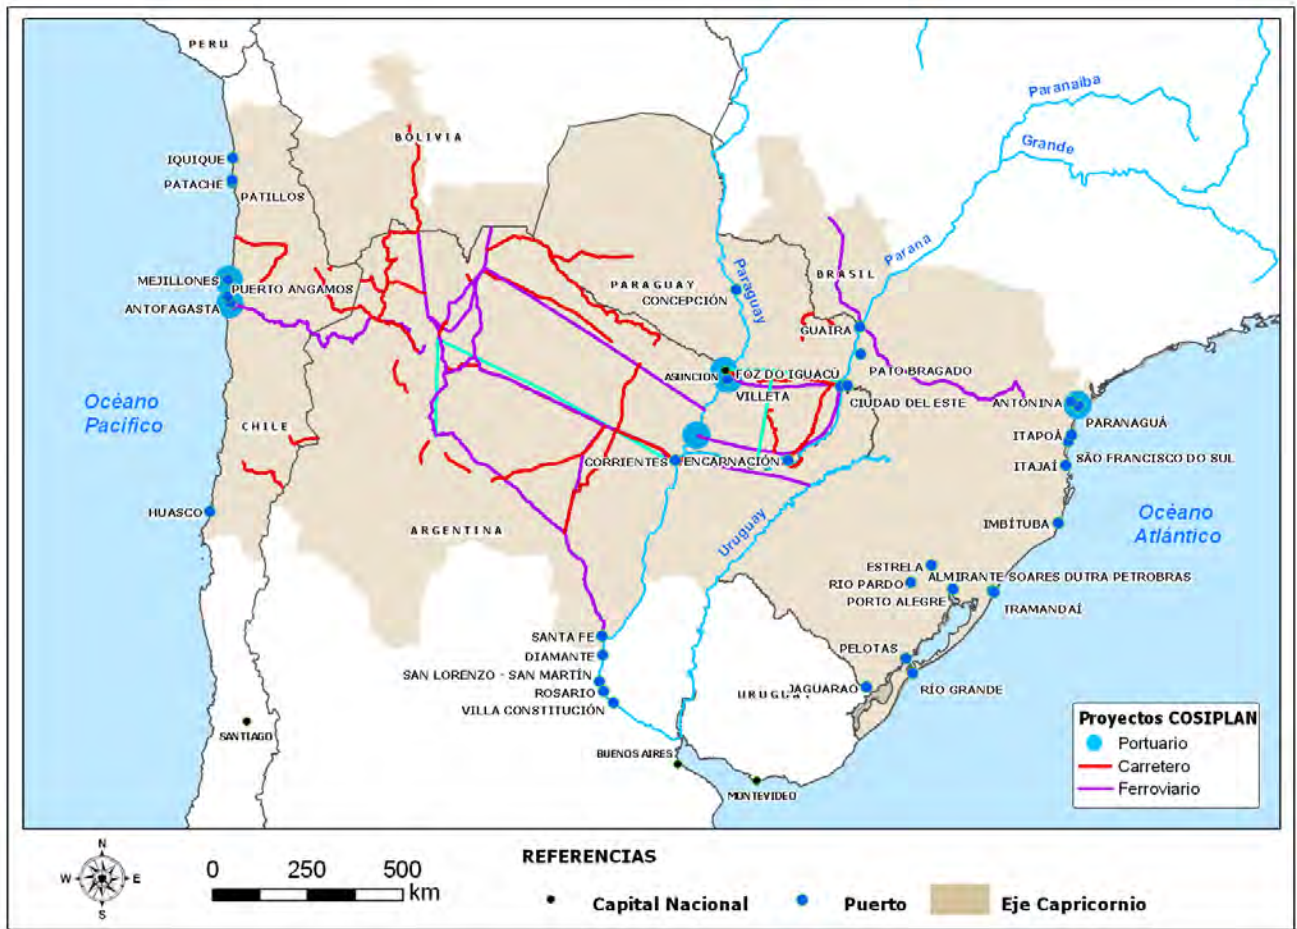 PERU
Paranaiba
BOLIVIA
Grande
IQUIQUE
PATACHE
PATILLOS
Parana
MEJILLONES
PUERTO ANGAMOS
ANTOFAGASTA
PARAGUAY
CONCEPCIÓN
Paraguay
BRASIL
GUAÍRA
ASUNCION
FOZ DO IGUACÚ
PATO BRAGADO
VILLETA
CIUDAD DEL ESTE
ANTONINA
PARANAGUÁ
Océano
Pacífico
CHILE
ITAPOÁ
CORRIENTES
ENCARNACIÓN
SÃO FRANCISCO DO SUL
ITAJAÍ
HUASCO
ARGENTINA
Uruguay
IMBÍTUBA
Océano
Atlántico
ESTRELA
RIO PARDO
ALMIRANTE SOARES DUTRA PETROBRAS
PORTO ALEGRE
TRAMANDAÍ
SANTA FE
DIAMANTE
PELOTAS
SAN LORENZO - SAN MARTÍN
ROSARIO
URUGUAY
JAGUARAO
RÍO GRANDE
VILLA CONSTITUCIÓN
SANTIAGO
BUENOS AIRES
MONTEVIDEO
Proyectos COSIPLAN
Portuario
Carretero
Ferroviario
N
W
E
S
0 250 500
km
REFERENCIAS
Capital Nacional
Puerto
Eje Capricornio